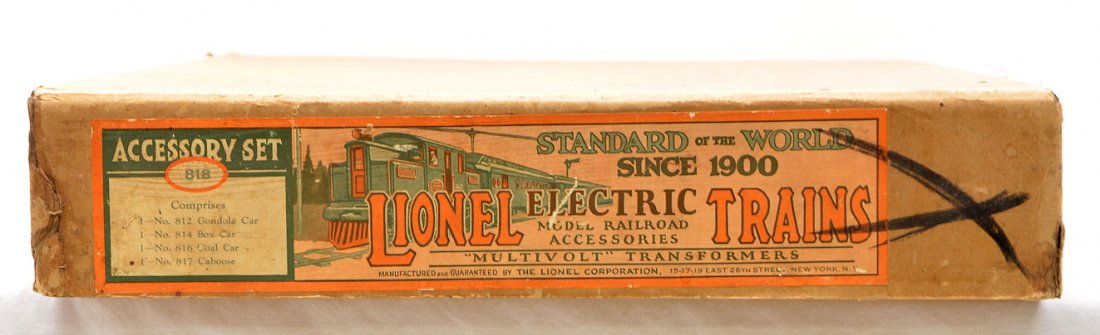 ACCESSORY SET
818
Comprises
1—No. 812 Gondola Car
1—No. 814 Box Car
1—No. 816 Coal Car
1—No. 817 Caboose
STANDARD OF THE WORLD
SINCE 1900
LIONEL ELECTRIC TRAINS
MODEL RAILROAD
ACCESSORIES
"MULTIVOLT" TRANSFORMERS
MANUFACTURED and GUARANTEED BY THE LIONEL CORPORATION, 15-17-19 EAST 26TH STREET, NEW YORK, N.Y.